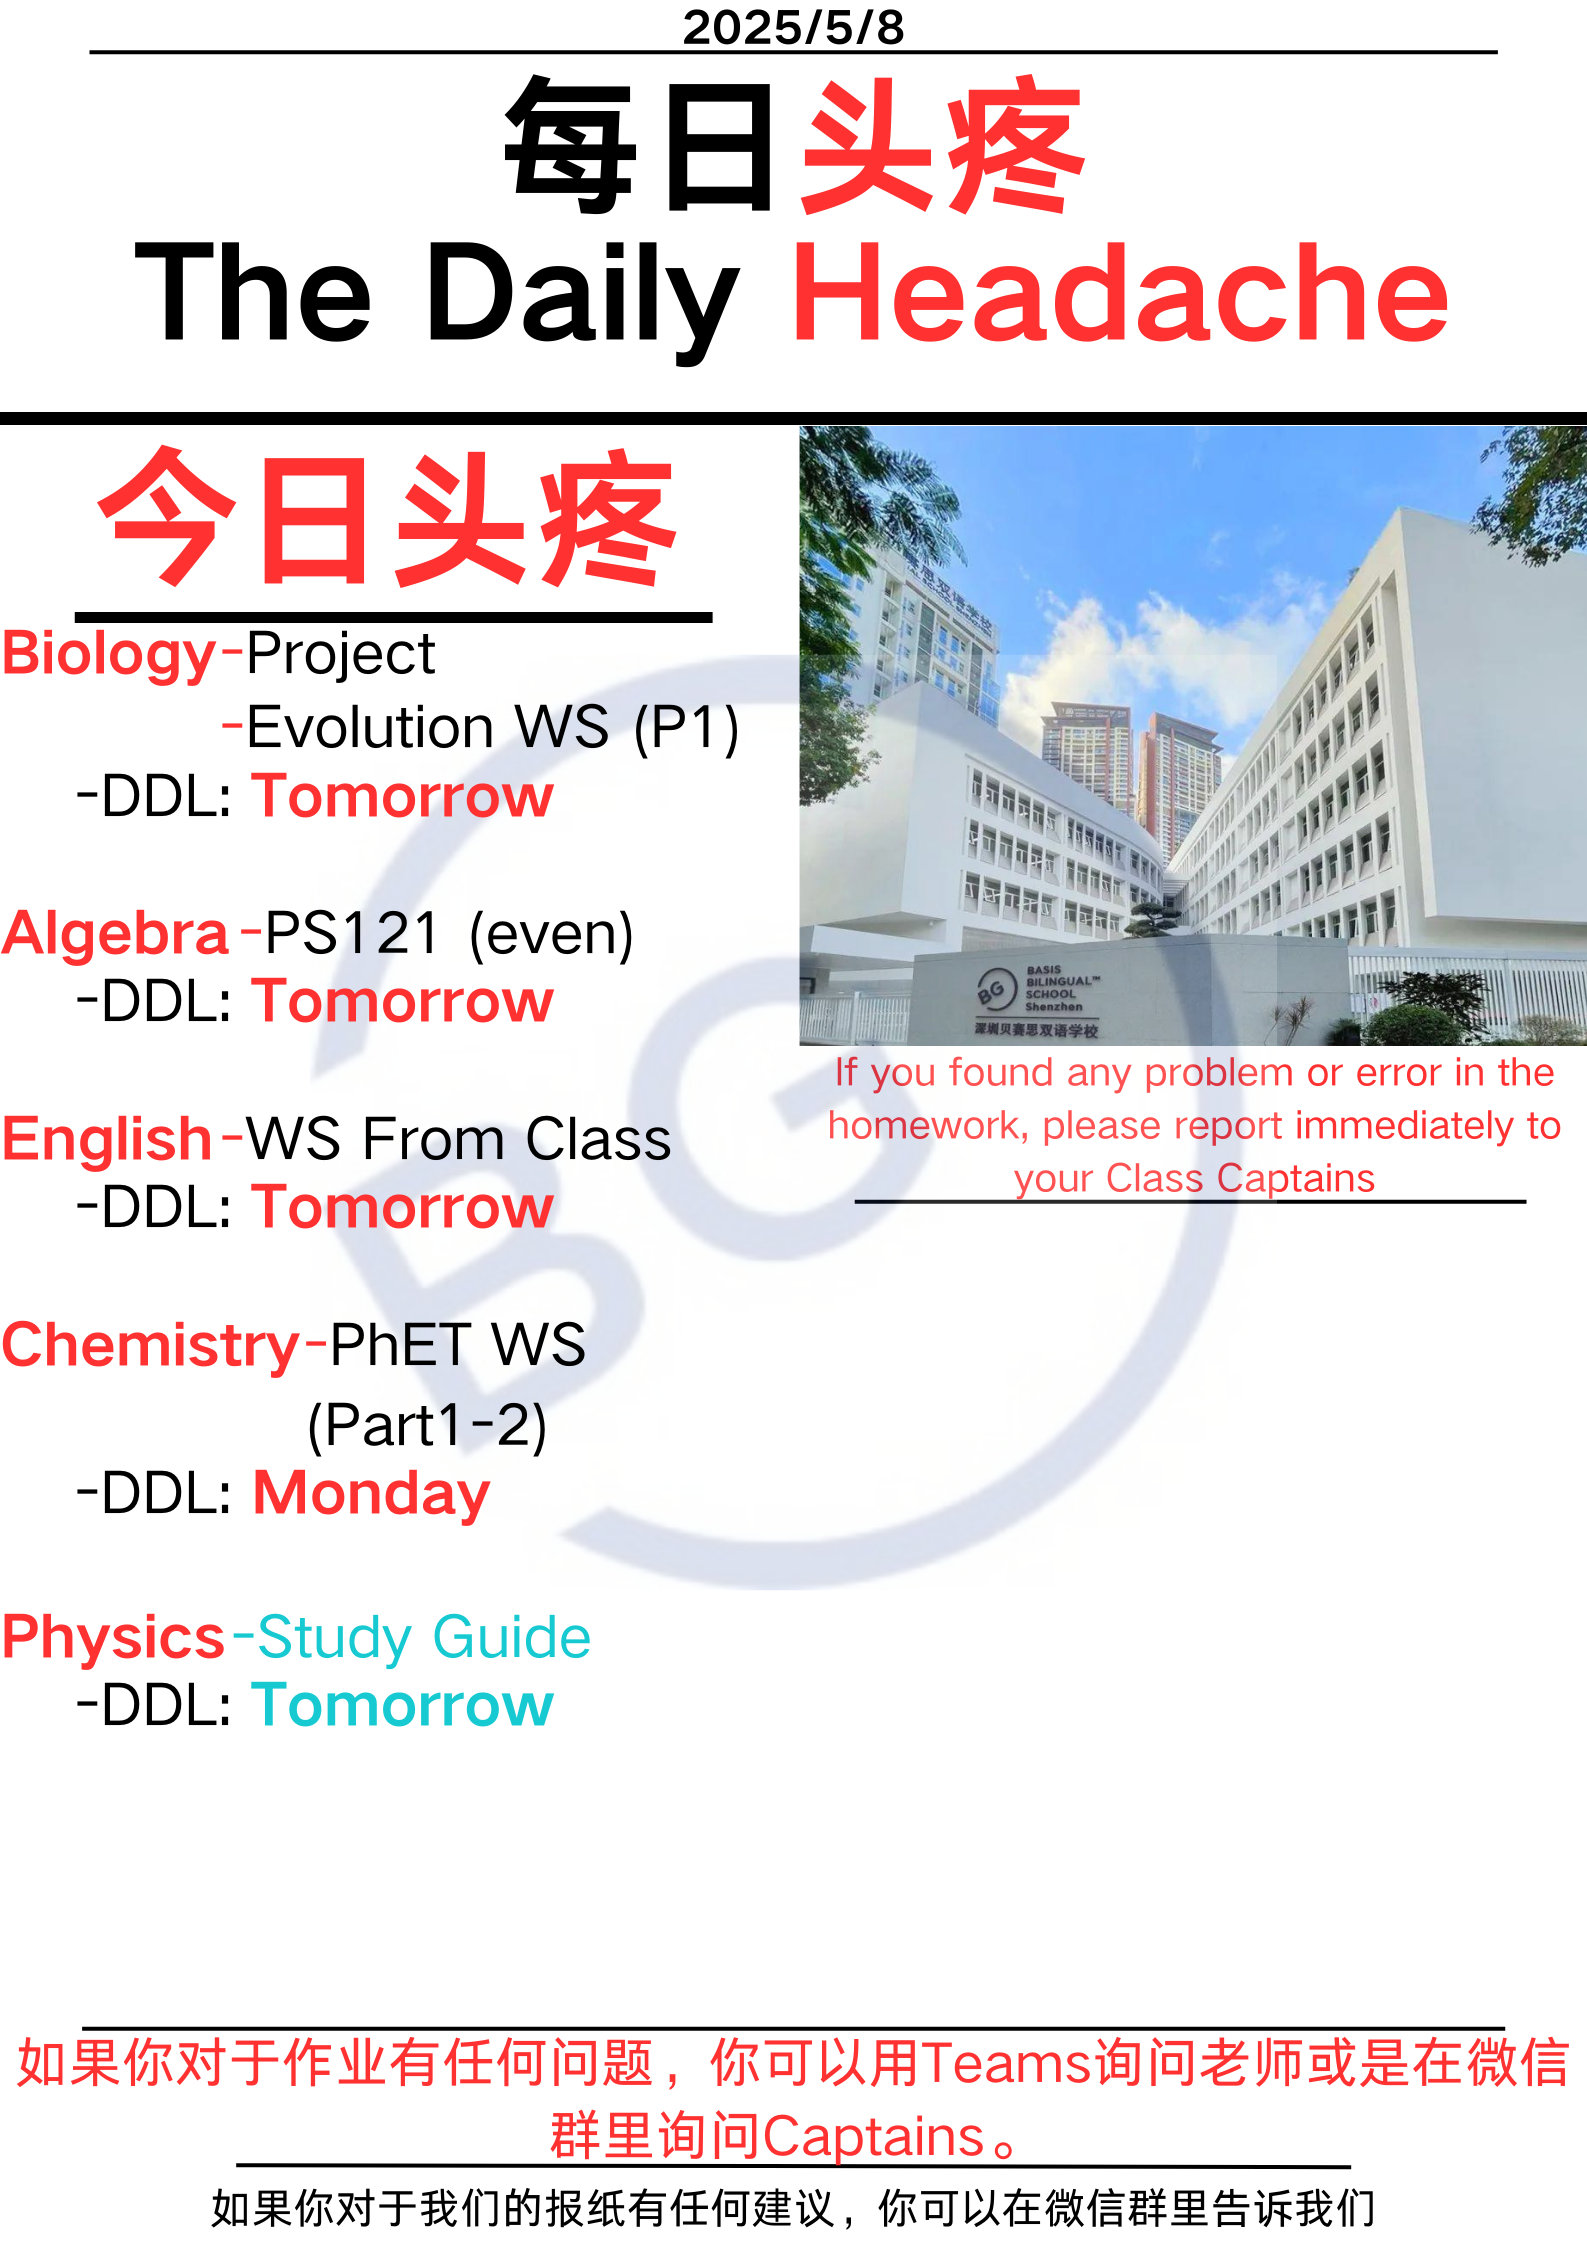 2025/5/8
每日头疼
The Daily Headache
今日头疼
Biology-Project
-Evolution WS (P1)
-DDL: Tomorrow
Algebra-PS121 (even)
-DDL: Tomorrow
English-WS From Class
-DDL: Tomorrow
Chemistry-PhET WS
(Part1-2)
-DDL: Monday
Physics-Study Guide
-DDL: Tomorrow
BG
BASIS
BILINGUAL™
SCHOOL
Shenzhen
深圳贝赛思双语学校
If you found any problem or error in the
homework, please report immediately to
your Class Captains
BG
如果你对于作业有任何问题，你可以用Teams询问老师或是在微信
群里询问Captains。
如果你对于我们的报纸有任何建议，你可以在微信群里告诉我们